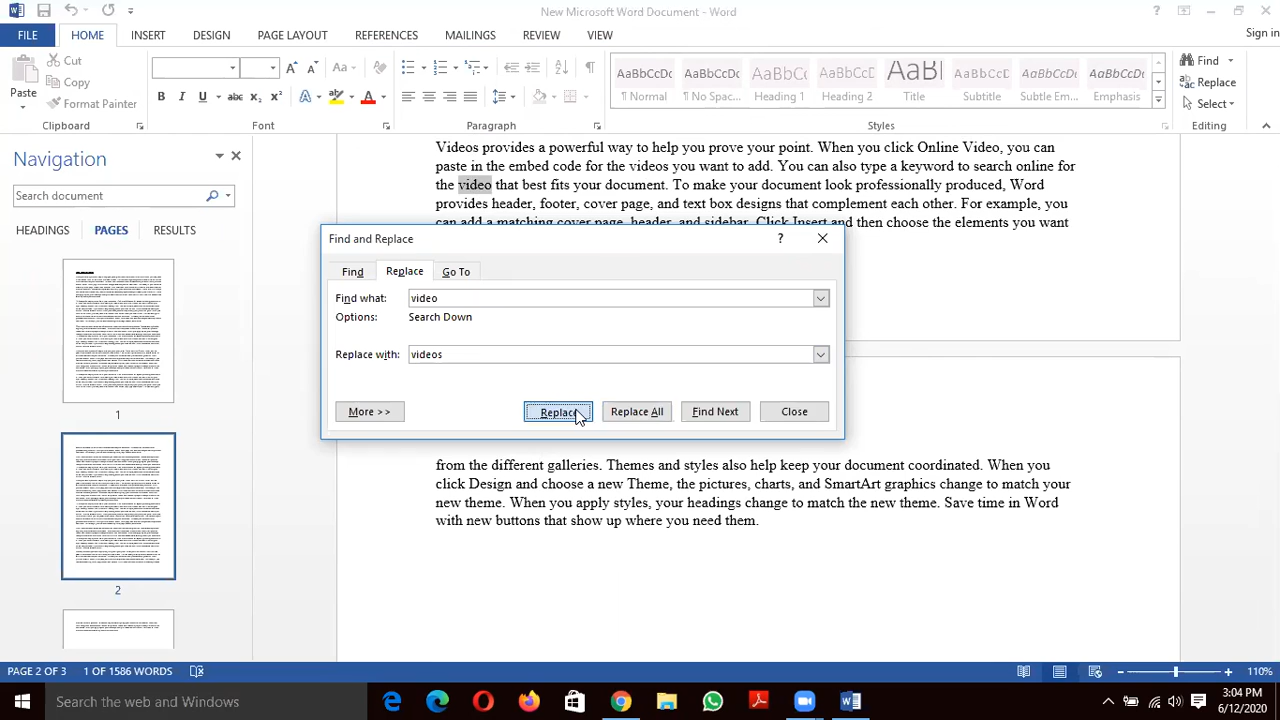 New Microsoft Word Document - Word
FILE
HOME
INSERT
DESIGN
PAGE LAYOUT
REFERENCES
MAILINGS
REVIEW
VIEW
Sign in
Paste
Cut
Copy
Format Painter
Clipboard
Font
Paragraph
AaBbCcDc
¶ Normal
AaBbCcDc
¶ No Spac...
AaBbCc
Heading 1
AaBbCc
Heading 2
AaBl
Title
AaBbCcD
Subtitle
AaBbCcDc
Subtle Em...
AaBbCcDc
Emphasis
Styles
Find
Replace
Select
Editing
Navigation
Search document
HEADINGS
PAGES
RESULTS
1
2
Videos provides a powerful way to help you prove your point. When you click Online Video, you can
paste in the embed code for the videos you want to add. You can also type a keyword to search online for
the video that best fits your document. To make your document look professionally produced, Word
provides header, footer, cover page, and text box designs that complement each other. For example, you
can add a matching cover page, header, and sidebar. Click Insert and then choose the elements you want
Find and Replace
Find
Replace
Go To
Find what:
video
Options:
Search Down
Replace with:
videos
More >>
Replace
Replace All
Find Next
Close
from the different galleries. Themes and styles also help keep your document coordinated. When you
click Design and choose a new Theme, the pictures, charts, and SmartArt graphics change to match your
new theme. When you apply styles, your headings change to match the new theme. Save time in Word
with new buttons that show up where you need them.
PAGE 2 OF 3
1 OF 1586 WORDS
110%
Search the web and Windows
3:04 PM
6/12/2020